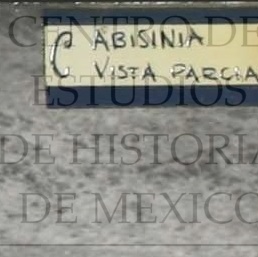 CENTRO DE
ABISINIA
C VISTA PARCIA
ESTUDIOS
DE HISTORIA
DE MEXICO